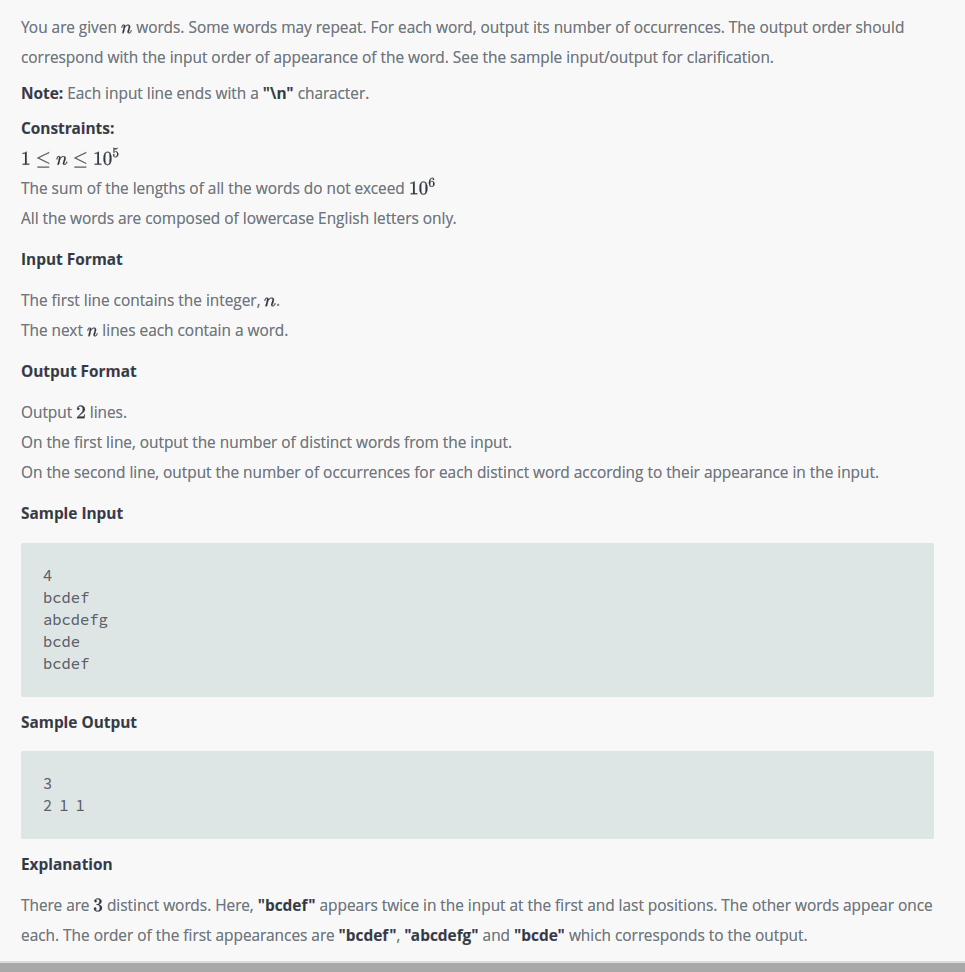 You are given n words. Some words may repeat. For each word, output its number of occurrences. The output order should
correspond with the input order of appearance of the word. See the sample input/output for clarification.
Note: Each input line ends with a "\n" character.
Constraints:
1 ≤ n ≤ 10⁵
The sum of the lengths of all the words do not exceed 10⁶
All the words are composed of lowercase English letters only.
Input Format
The first line contains the integer, n.
The next n lines each contain a word.
Output Format
Output 2 lines.
On the first line, output the number of distinct words from the input.
On the second line, output the number of occurrences for each distinct word according to their appearance in the input.
Sample Input
4
bcdef
abcdefg
bcde
bcdef
Sample Output
3
2 1 1
Explanation
There are 3 distinct words. Here, "bcdef" appears twice in the input at the first and last positions. The other words appear once
each. The order of the first appearances are "bcdef", "abcdefg" and "bcde" which corresponds to the output.